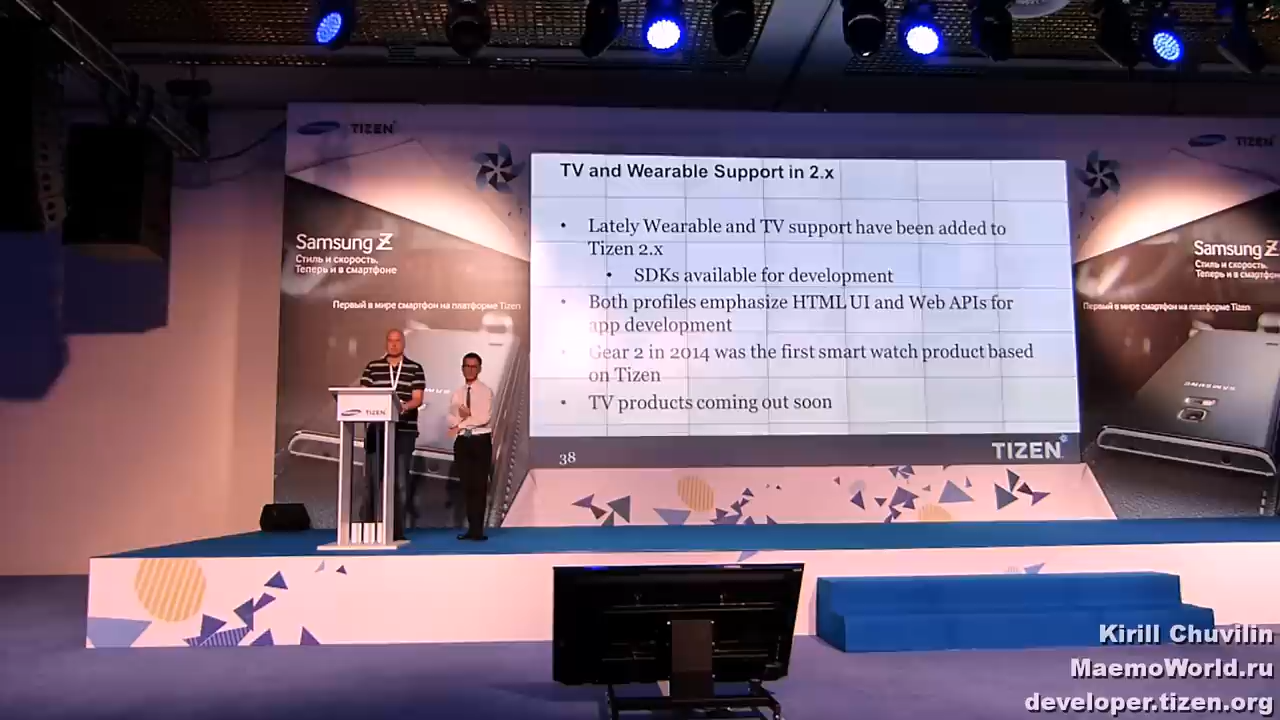 TIZEN
TIZEN
Samsung Z
Стиль и скорость.
Теперь и в смартфоне
Первый в мире смартфон на платформе Tizen
TIZEN
TV and Wearable Support in 2.x
• Lately Wearable and TV support have been added to
Tizen 2.x
• SDKs available for development
• Both profiles emphasize HTML UI and Web APIs for
app development
• Gear 2 in 2014 was the first smart watch product based
on Tizen
• TV products coming out soon
38
TIZEN
Samsung Z
Стиль и скорость.
Теперь и в смартфоне
Первый в мире смартфон на платформе Tizen
SAMSUNG
Kirill Chuvilin
MaemoWorld.ru
developer.tizen.org